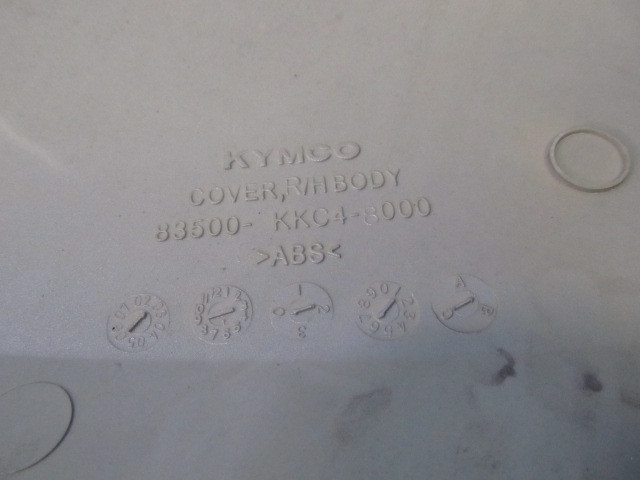 KYMCO
COVER,R/H BODY
83500- KKC4-8000
>ABS<